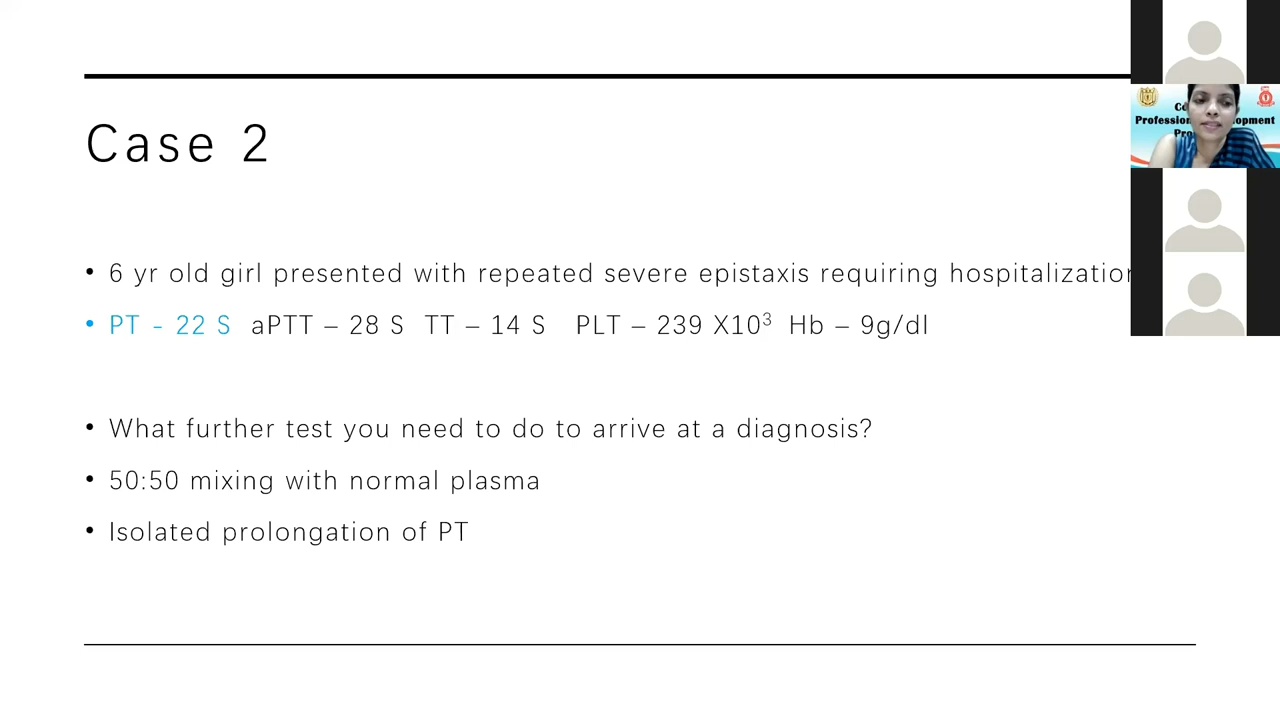 Case 2
• 6 yr old girl presented with repeated severe epistaxis requiring
• PT - 22 S aPTT – 28 S TT – 14 S PLT – 239 X10³ Hb – 9g/dl
• What further test you need to do to arrive at a diagnosis?
• 50:50 mixing with normal plasma
• Isolated prolongation of PT